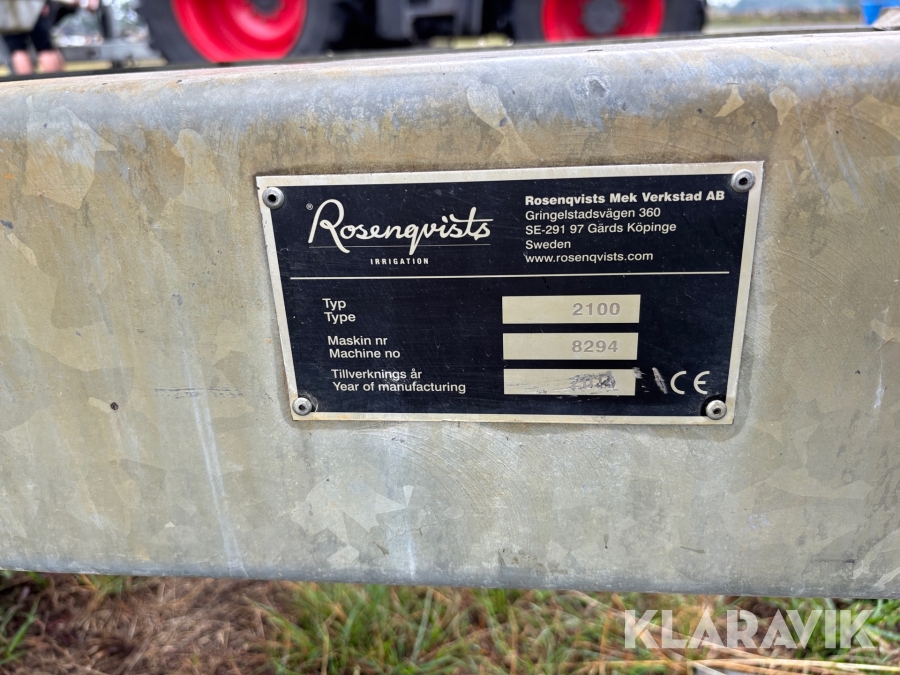 ® Rosenqvists
IRRIGATION
Rosenqvists Mek Verkstad AB
Gringelstadsvägen 360
SE-291 97 Gärds Köpinge
Sweden
www.rosenqvists.com
Typ
Type
2100
Maskin nr
Machine no
8294
Tillverknings år
Year of manufacturing
CE
KLARAVIK